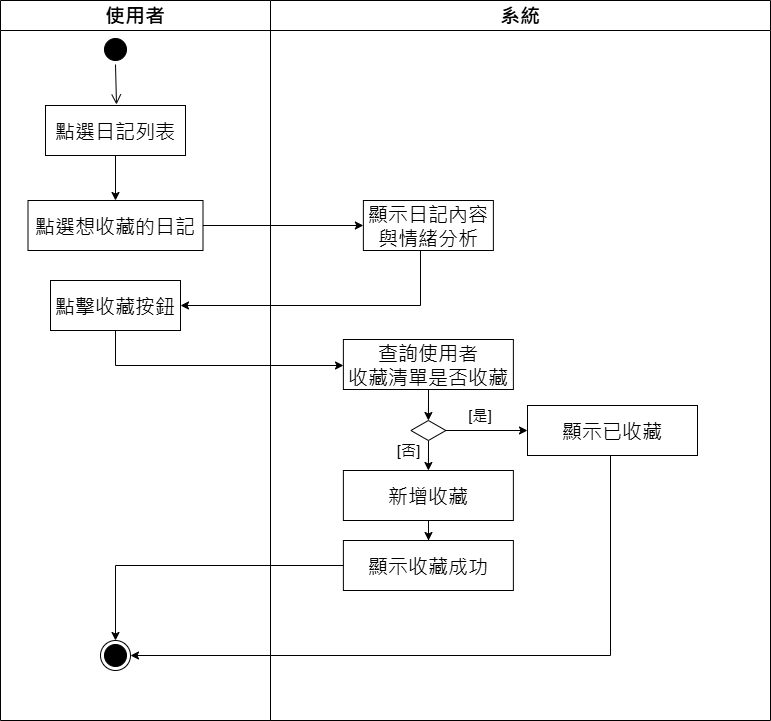 使用者
系統
點選日記列表
點選想收藏的日記
顯示日記內容
與情緒分析
點擊收藏按鈕
查詢使用者
收藏清單是否收藏
[是]
顯示已收藏
[否]
新增收藏
顯示收藏成功